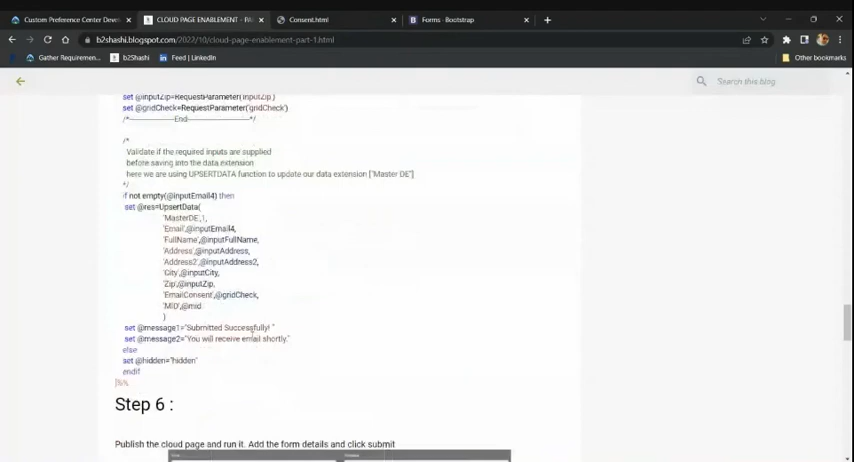 Custom Preference Center Deve
CLOUD PAGE ENABLEMENT - PA
Consent.html
Forms · Bootstrap
b2shashi.blogspot.com/2022/10/cloud-page-enablement-part-1.html
Gather Requiremen...
b2Shashi
Feed | LinkedIn
Other bookmarks
Search this blog
set @inputZip=RequestParameter('inputZip')
set @gridCheck=RequestParameter('gridCheck')
/*-------------------End-------------------*/
/*
Validate if the required inputs are supplied
before saving into the data extension
here we are using UPSERTDATA function to update our data extension ["Master DE"]
*/
if not empty(@inputEmail4) then
set @res=UpsertData(
'MasterDE',1,
'Email',@inputEmail4,
'FullName',@inputFullName,
'Address',@inputAddress,
'Address2',@inputAddress2,
'City',@inputCity,
'Zip',@inputZip,
'EmailConsent',@gridCheck,
'MID',@mid
)
set @message1="Submitted Successfully! "
set @message2="You will receive email shortly."
else
set @hidden="hidden"
endif
]%%
Step 6 :
Publish the cloud page and run it. Add the form details and click submit